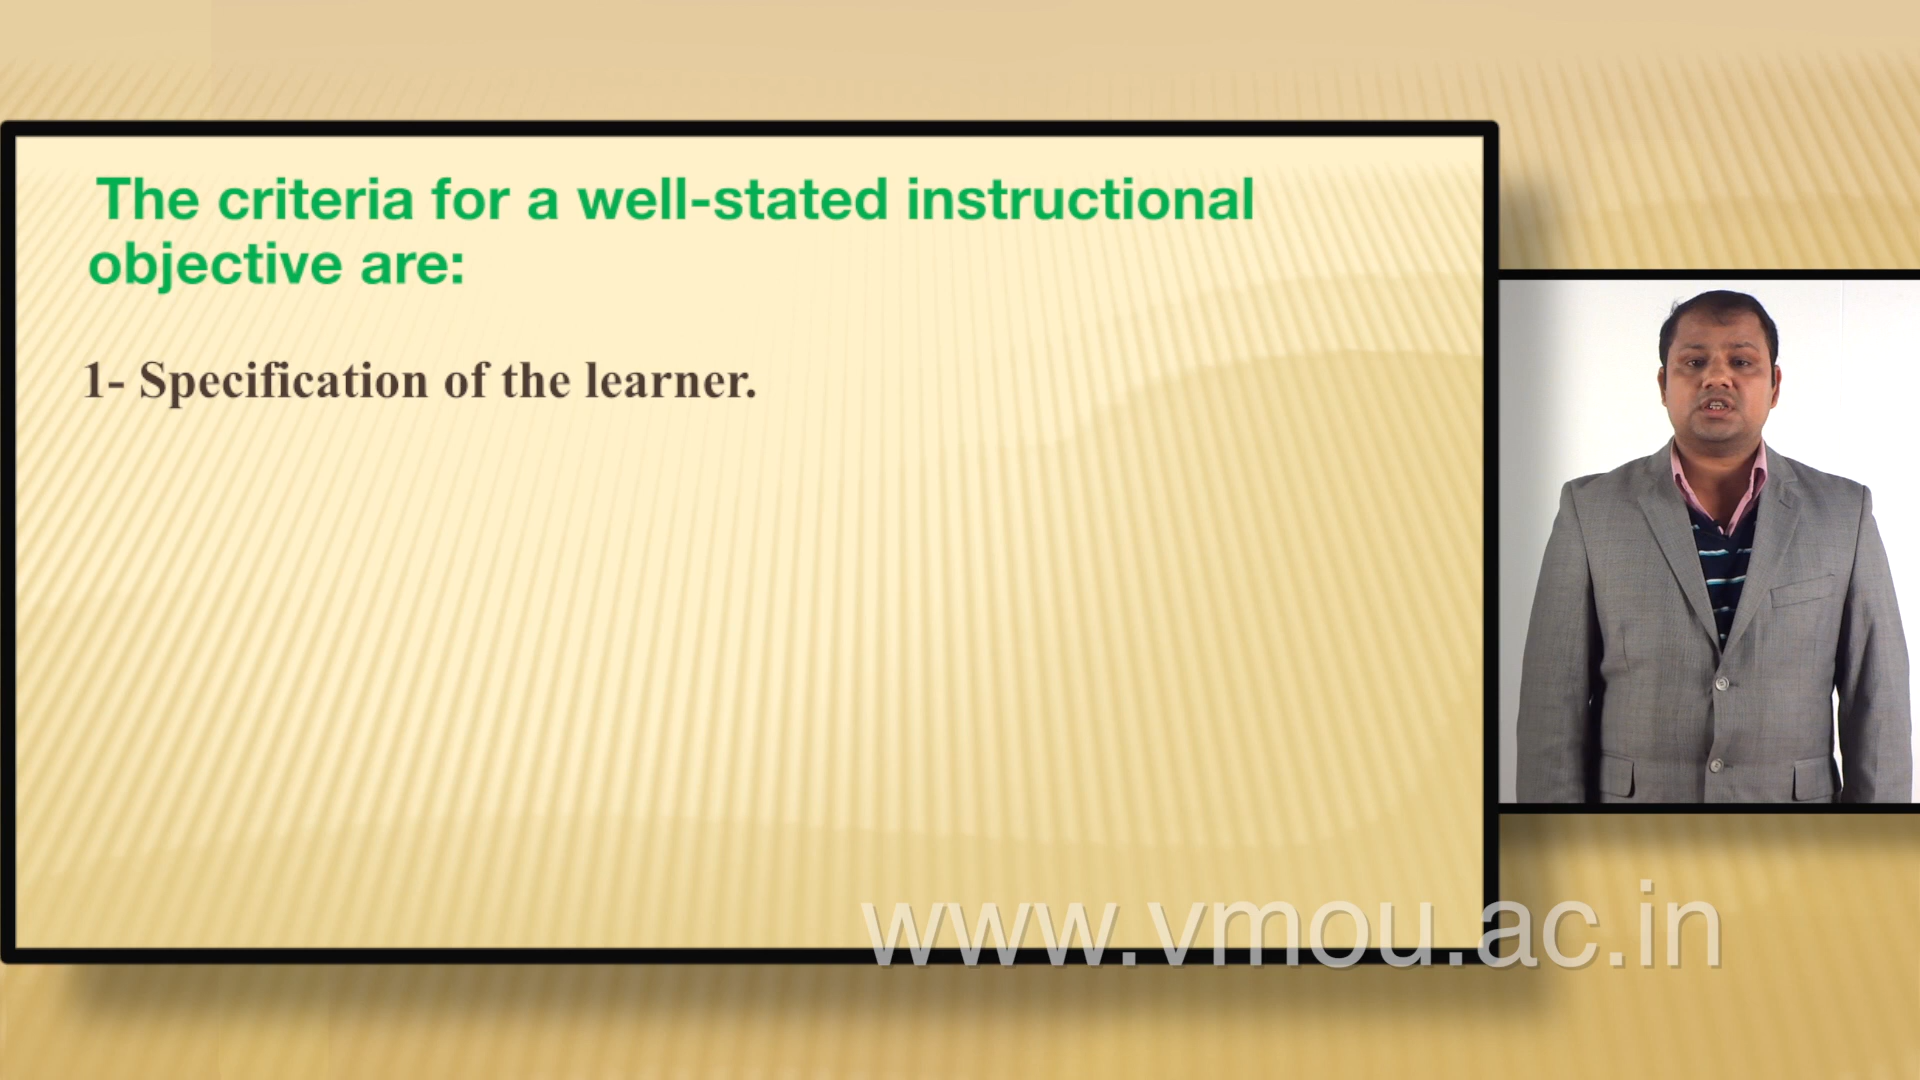 The criteria for a well-stated instructional
objective are:
1- Specification of the learner.
www.vmou.ac.in